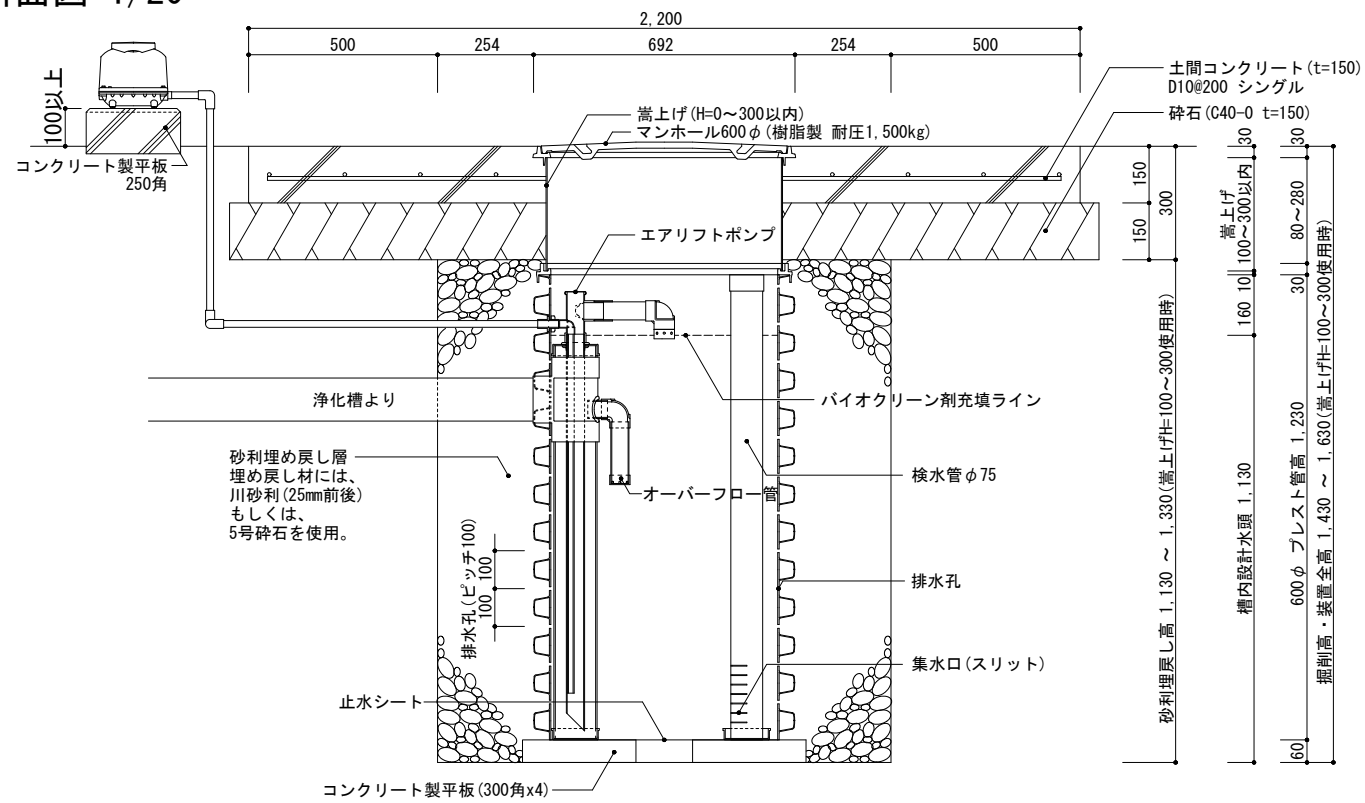 1/20
2,200
500
254
692
254
500
100以上
コンクリート製平板
250角
嵩上げ(H=0～300以内)
マンホール600φ(樹脂製 耐圧1,500kg)
土間コンクリート(t=150)
D10@200 シングル
砕石(C40-0 t=150)
エアリフトポンプ
浄化槽より
バイオクリーン剤充填ライン
砂利埋め戻し層
埋め戻し材には、
川砂利(25mm前後)
もしくは、
5号砕石を使用。
オーバーフロー管
検水管φ75
排水孔(ピッチ100)
100
100
排水孔
集水口(スリット)
止水シート
コンクリート製平板(300角x4)
150
150
300
砂利埋戻し高 1,130 ～ 1,330(嵩上げH=100～300使用時)
30
嵩上げ
100～300以内
10
160
槽内設計水頭 1,130
30
80～280
30
600φ プレスト管高 1,230
60
掘削高・装置全高 1,430 ～ 1,630(嵩上げH=100～300使用時)